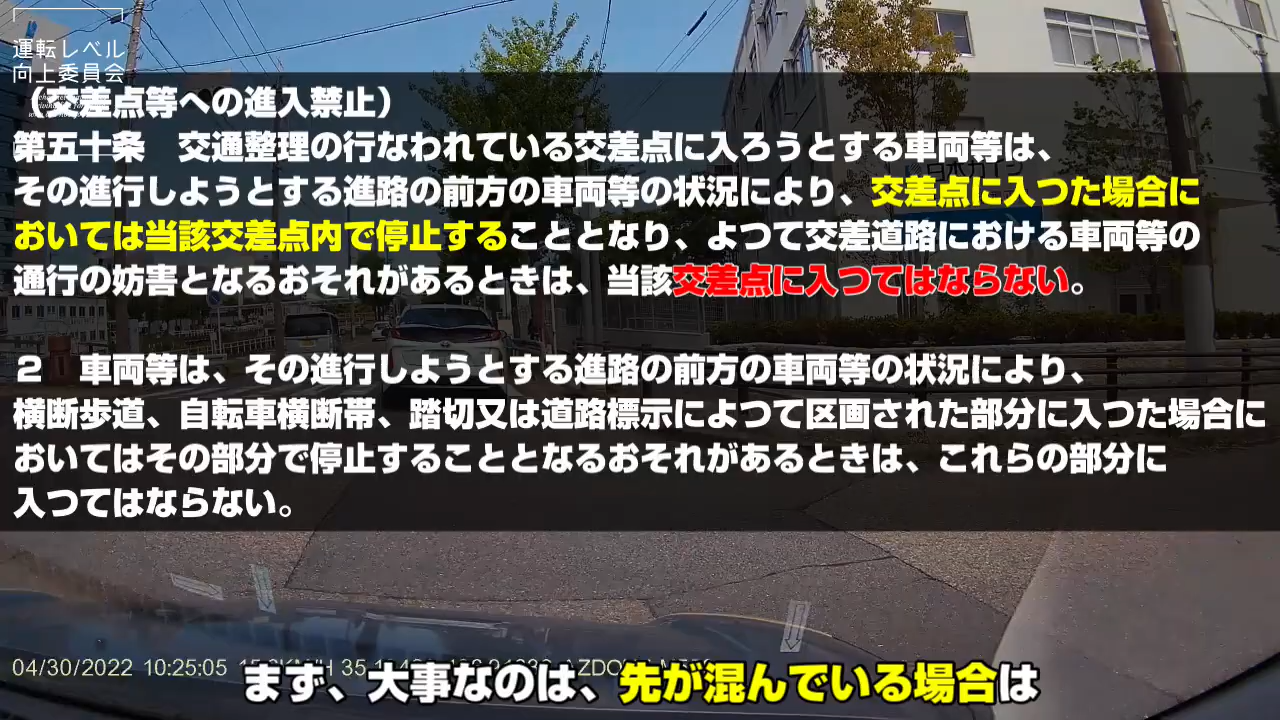 運転レベル
向上委員会
(交差点等への進入禁止)
第五十条　交通整理の行なわれている交差点に入ろうとする車両等は、
その進行しようとする進路の前方の車両等の状況により、交差点に入つた場合に
おいては当該交差点内で停止することとなり、よつて交差道路における車両等の
通行の妨害となるおそれがあるときは、当該交差点に入つてはならない。
２　車両等は、その進行しようとする進路の前方の車両等の状況により、
横断歩道、自転車横断帯、踏切又は道路標示によつて区画された部分に入つた場合に
おいてはその部分で停止することとなるおそれがあるときは、これらの部分に
入つてはならない。
04/30/2022 10:25:05
まず、大事なのは、先が混んでいる場合は